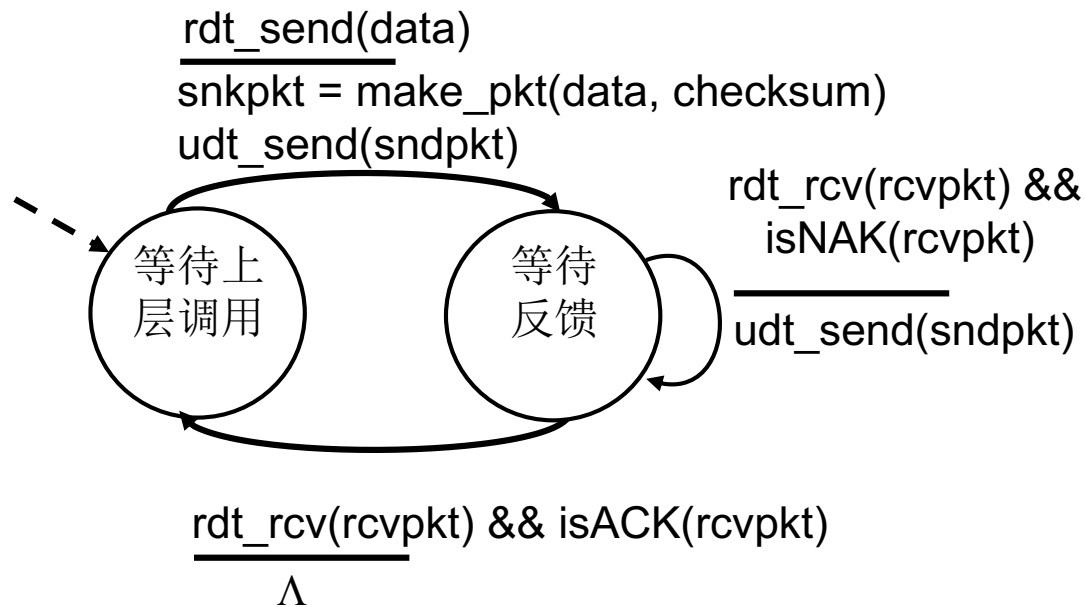 rdt_send(data)
snkpkt = make_pkt(data, checksum)
udt_send(sndpkt)
rdt_rcv(rcvpkt) &&
isNAK(rcvpkt)
udt_send(sndpkt)
等待上
层调用
等待
反馈
rdt_rcv(rcvpkt) && isACK(rcvpkt)
Λ